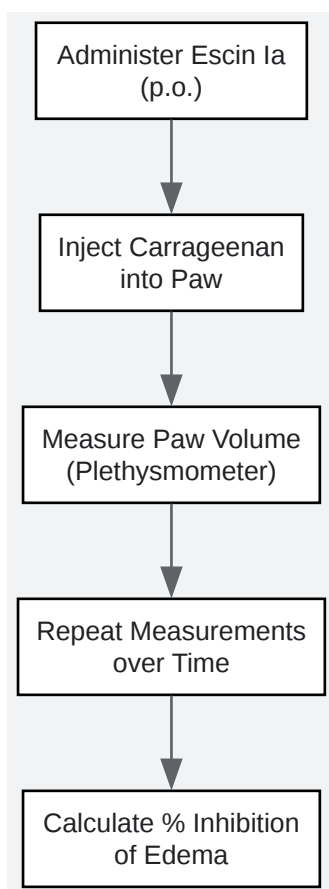 Administer Escin Ia
(p.o.)
Inject Carrageenan
into Paw
Measure Paw Volume
(Plethysmometer)
Repeat Measurements
over Time
Calculate % Inhibition
of Edema